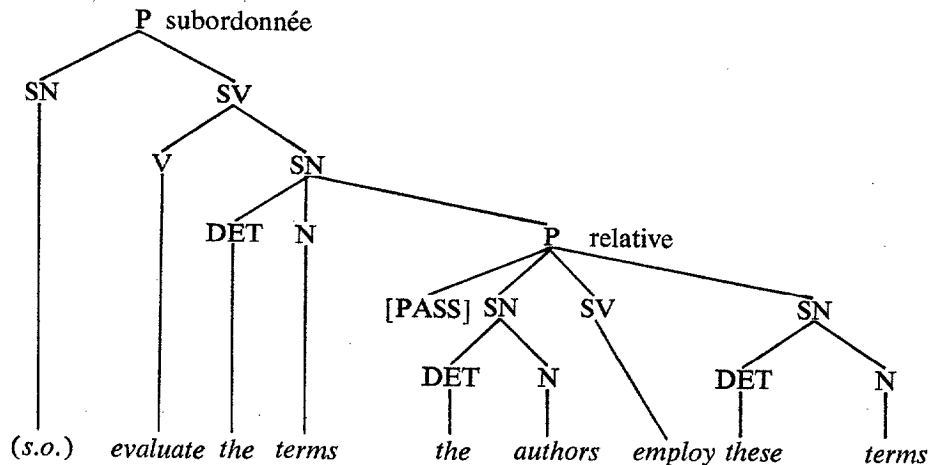 P subordonnée
SN SV
V SN
DET N P relative
[PASS] SN SV SN
DET N DET N
(s.o.) evaluate the terms the authors employ these terms